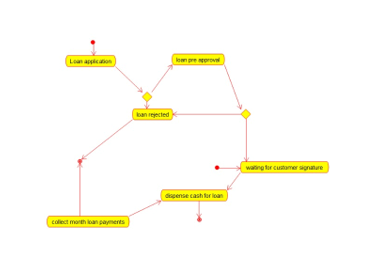 loan pre approval
Loan application
loan rejected
waiting for customer signature
dispense cash for loan
collect month loan payments